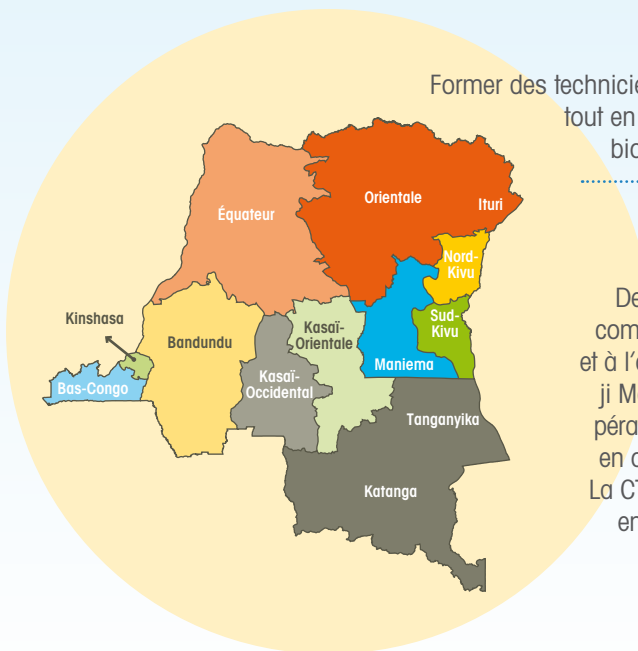 Former des technicie
tout en
bio
Équateur
Orientale
Ituri
Nord-
Kivu
Sud-
Kivu
Kinshasa
Bandundu
Kasaï-
Orientale
Maniema
Bas-Congo
Kasaï-
Occidental
Tanganyika
Katanga
De
com
et à l'
ji M
péra
en
La C
en